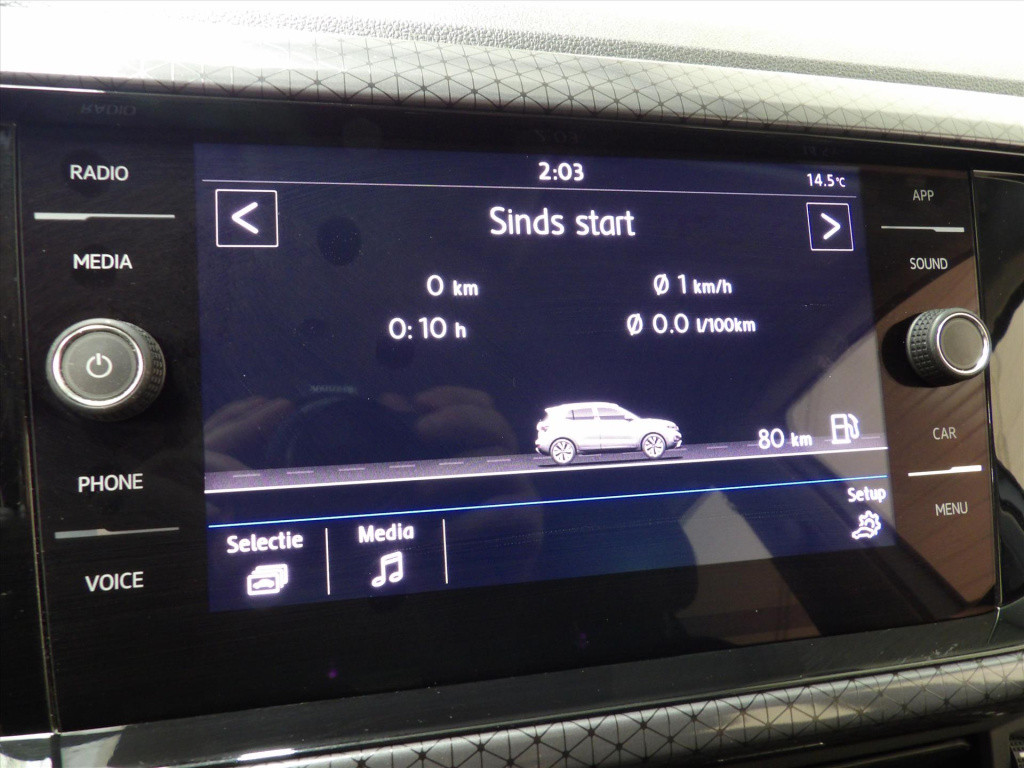 RADIO
MEDIA
PHONE
VOICE
2:03
14.5°C
<
Sinds start
>
0 km
Ø 1 km/h
0:10 h
Ø 0.0 l/100km
80 km
Selectie
Media
Setup
APP
SOUND
CAR
MENU